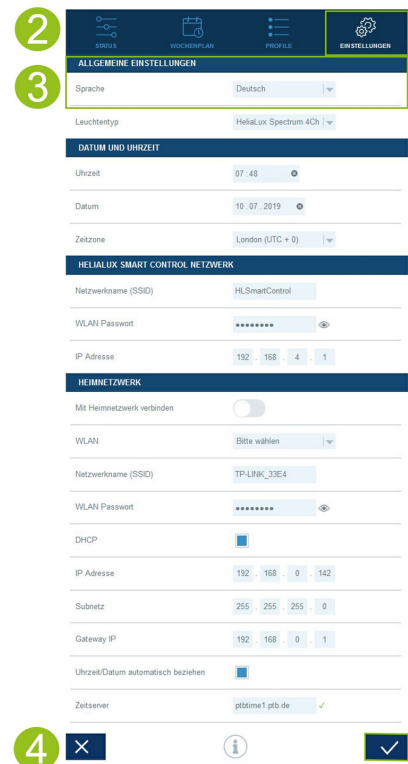 2
STATUS WOCHENPLAN PROFILE EINSTELLUNGEN
3
ALLGEMEINE EINSTELLUNGEN
Sprache Deutsch
Leuchtentyp HeliaLux Spectrum 4Ch
DATUM UND UHRZEIT
Uhrzeit 07:48
Datum 10.07.2019
Zeitzone London (UTC + 0)
HELIALUX SMART CONTROL NETZWERK
Netzwerkname (SSID) HLSmartControl
WLAN Passwort ••••••••
IP Adresse 192 . 168 . 4 . 1
HEIMNETZWERK
Mit Heimnetzwerk verbinden
WLAN Bitte wählen
Netzwerkname (SSID) TP-LINK_33E4
WLAN Passwort ••••••••
DHCP
IP Adresse 192 . 168 . 0 . 142
Subnetz 255 . 255 . 255 . 0
Gateway IP 192 . 168 . 0 . 1
Uhrzeit/Datum automatisch beziehen
Zeitserver ptbtime1.ptb.de ✓
4